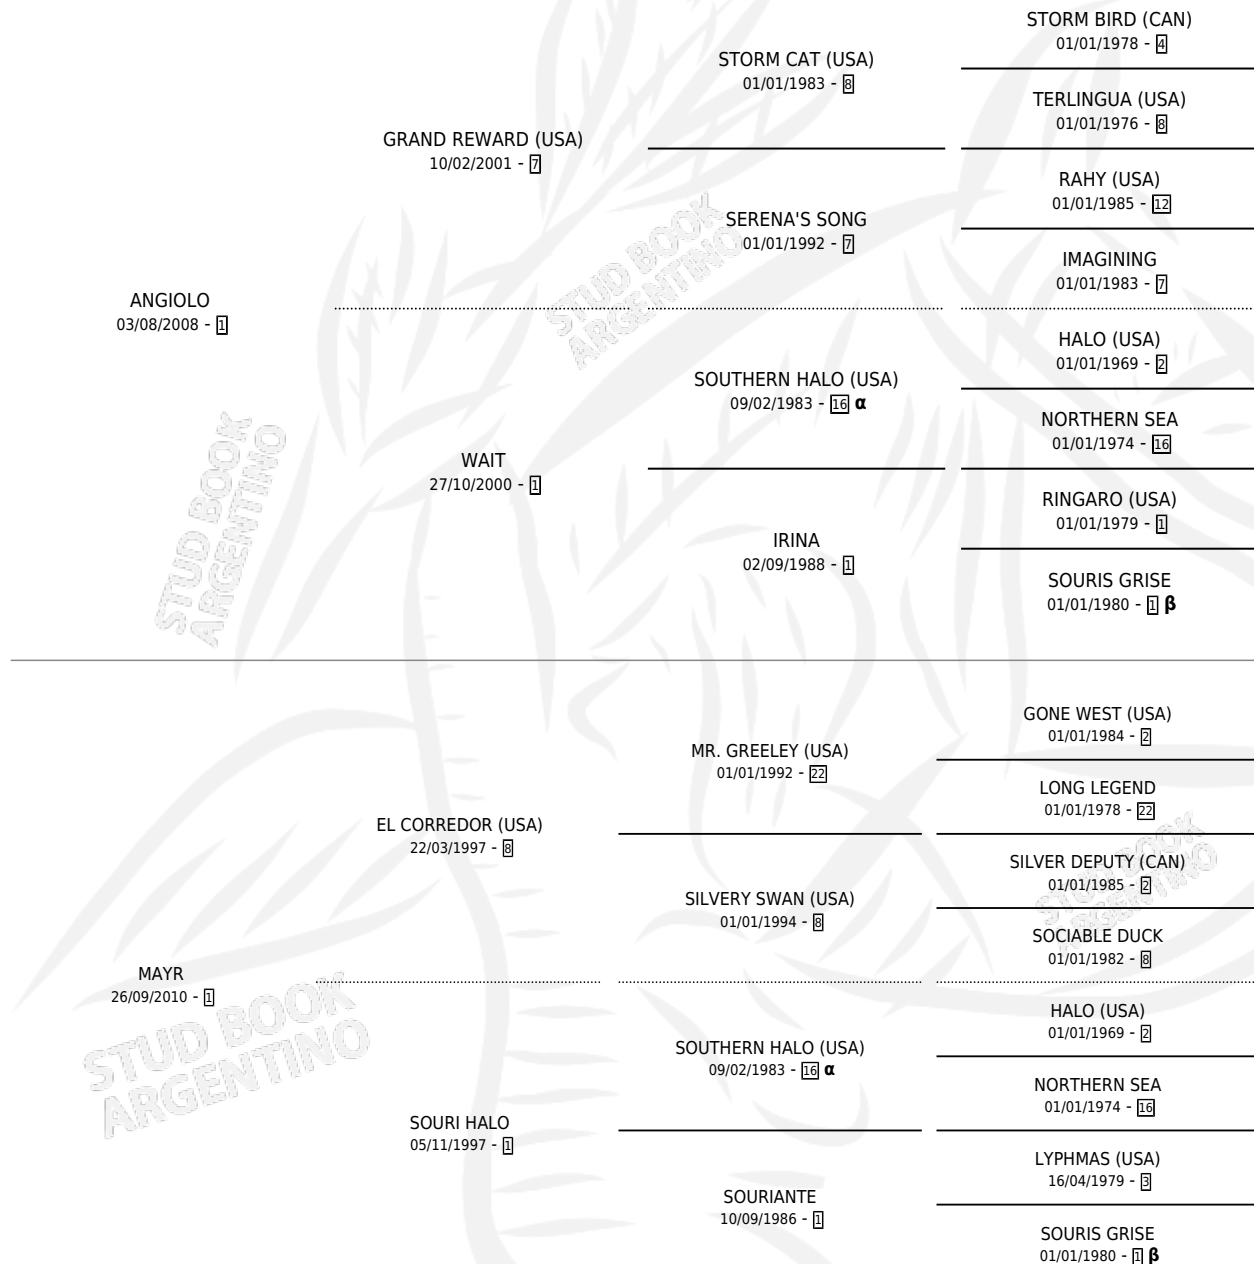 STORM BIRD (CAN)
01/01/1978 - 4
STORM CAT (USA)
01/01/1983 - 8
TERLINGUA (USA)
01/01/1976 - 8
GRAND REWARD (USA)
10/02/2001 - 7
RAHY (USA)
01/01/1985 - 12
SERENA'S SONG
01/01/1992 - 7
IMAGINING
01/01/1983 - 7
ANGIOLO
03/08/2008 - 1
HALO (USA)
01/01/1969 - 2
SOUTHERN HALO (USA)
09/02/1983 - 16 α
NORTHERN SEA
01/01/1974 - 16
WAIT
27/10/2000 - 1
RINGARO (USA)
01/01/1979 - 1
IRINA
02/09/1988 - 1
SOURIS GRISE
01/01/1980 - 1 β
GONE WEST (USA)
01/01/1984 - 2
MR. GREELEY (USA)
01/01/1992 - 22
LONG LEGEND
01/01/1978 - 22
EL CORREDOR (USA)
22/03/1997 - 8
SILVER DEPUTY (CAN)
01/01/1985 - 2
SILVERY SWAN (USA)
01/01/1994 - 8
SOCIABLE DUCK
01/01/1982 - 8
MAYR
26/09/2010 - 1
HALO (USA)
01/01/1969 - 2
SOUTHERN HALO (USA)
09/02/1983 - 16 α
NORTHERN SEA
01/01/1974 - 16
SOURI HALO
05/11/1997 - 1
LYPHMAS (USA)
16/04/1979 - 3
SOURIANTE
10/09/1986 - 1
SOURIS GRISE
01/01/1980 - 1 β
STUD BOOK
ARGENTINO
STUD BOOK
ARGENTINO
STUD BOOK
ARGENTINO
STUD BOOK
ARGENTINO